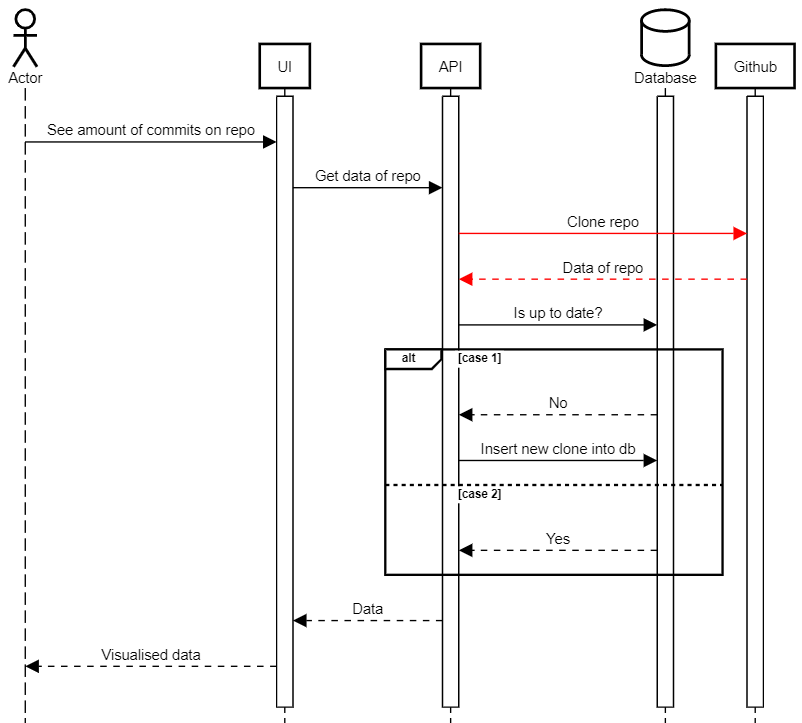 Actor
UI
API
Database
Github
See amount of commits on repo
Get data of repo
Clone repo
Data of repo
Is up to date?
alt
[case 1]
No
Insert new clone into db
[case 2]
Yes
Data
Visualised data